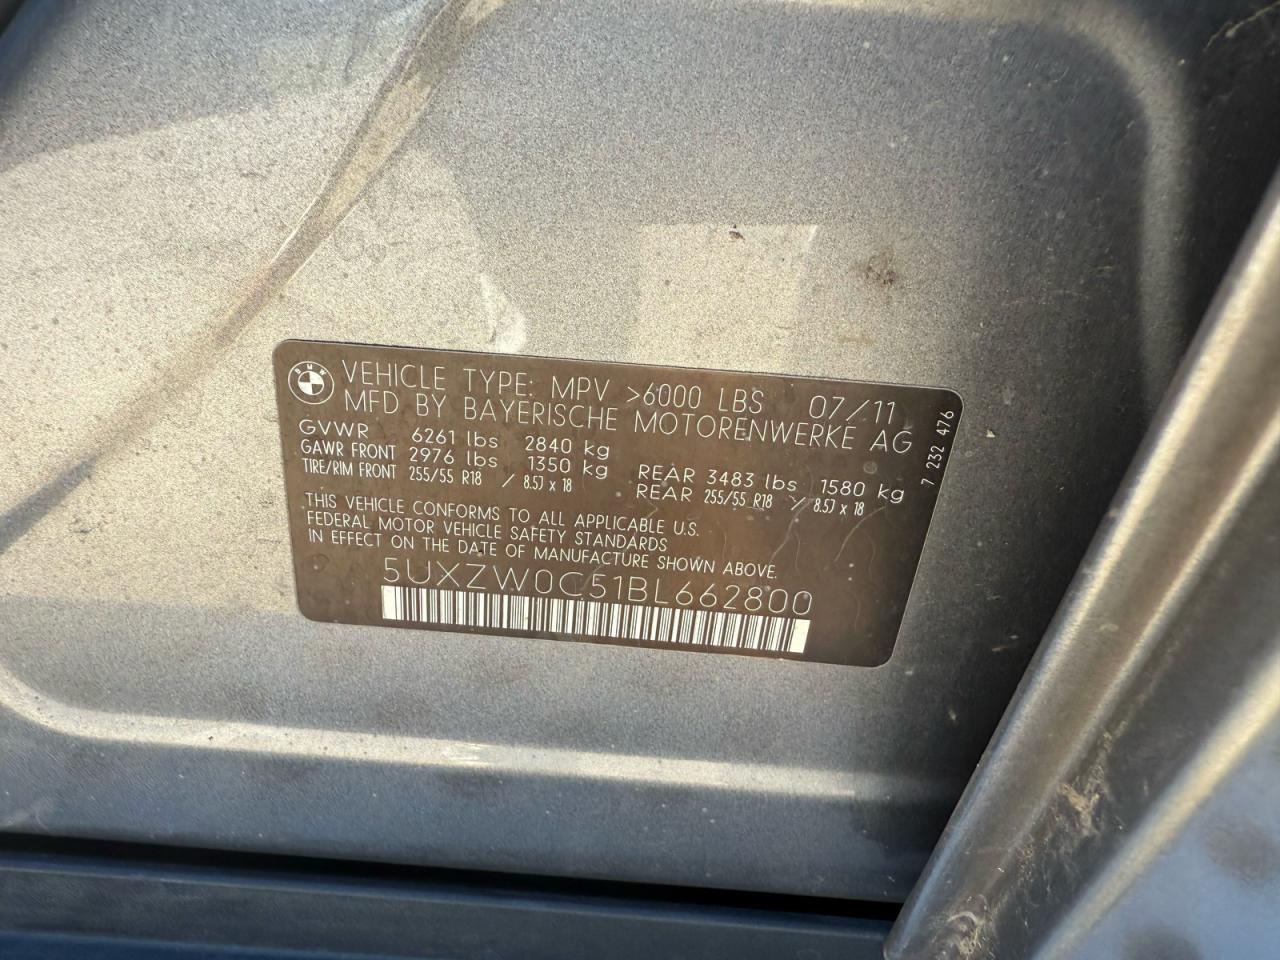 BMW
VEHICLE TYPE: MPV >6000 LBS 07/11
MFD BY BAYERISCHE MOTORENWERKE AG
GVWR 6261 lbs 2840 kg
GAWR FRONT 2976 lbs 1350 kg REAR 3483 lbs 1580 kg
TIRE/RIM FRONT 255/55 R18 / 8.5J x 18 REAR 255/55 R18 / 8.5J x 18
THIS VEHICLE CONFORMS TO ALL APPLICABLE U.S.
FEDERAL MOTOR VEHICLE SAFETY STANDARDS
IN EFFECT ON THE DATE OF MANUFACTURE SHOWN ABOVE.
5UXZW0C51BL662800
7 232 476